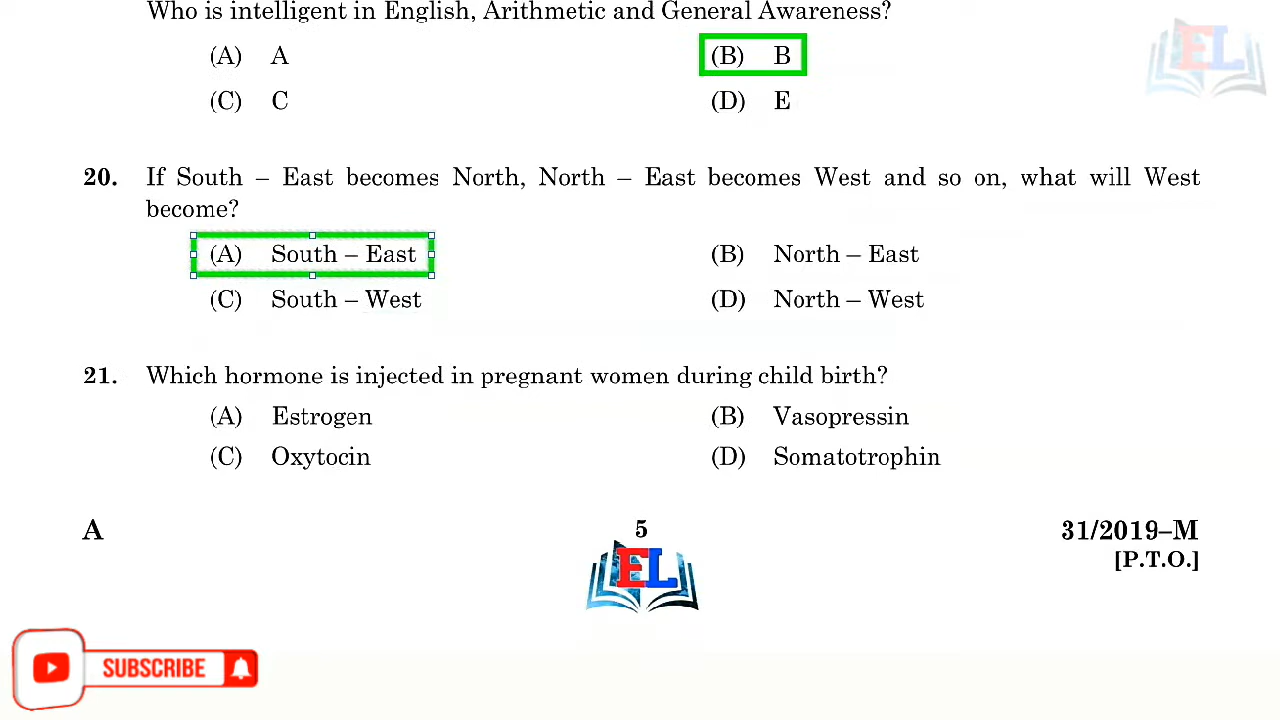 Who is intelligent in English, Arithmetic and General Awareness?
(A) A (B) B
(C) C (D) E
20. If South – East becomes North, North – East becomes West and so on, what will West
become?
(A) South – East (B) North – East
(C) South – West (D) North – West
21. Which hormone is injected in pregnant women during child birth?
(A) Estrogen (B) Vasopressin
(C) Oxytocin (D) Somatotrophin
A 5 31/2019–M
[P.T.O.]
EL
EL
SUBSCRIBE